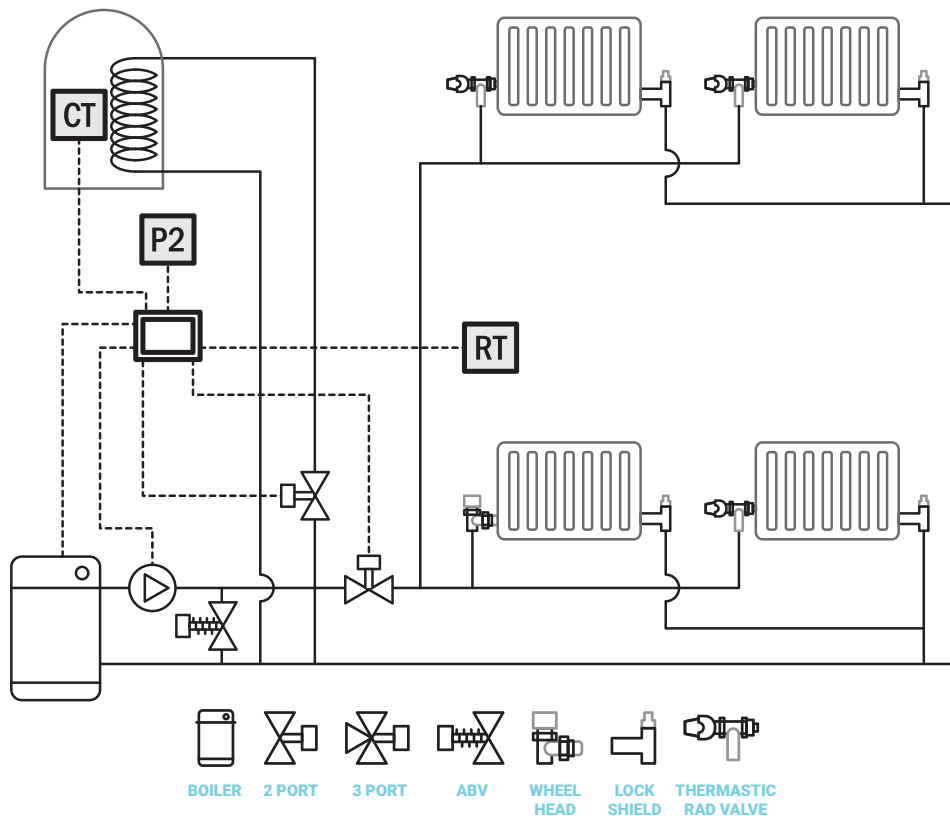 CT
P2
RT
BOILER
2 PORT
3 PORT
ABV
WHEEL
HEAD
LOCK
SHIELD
THERMASTIC
RAD VALVE